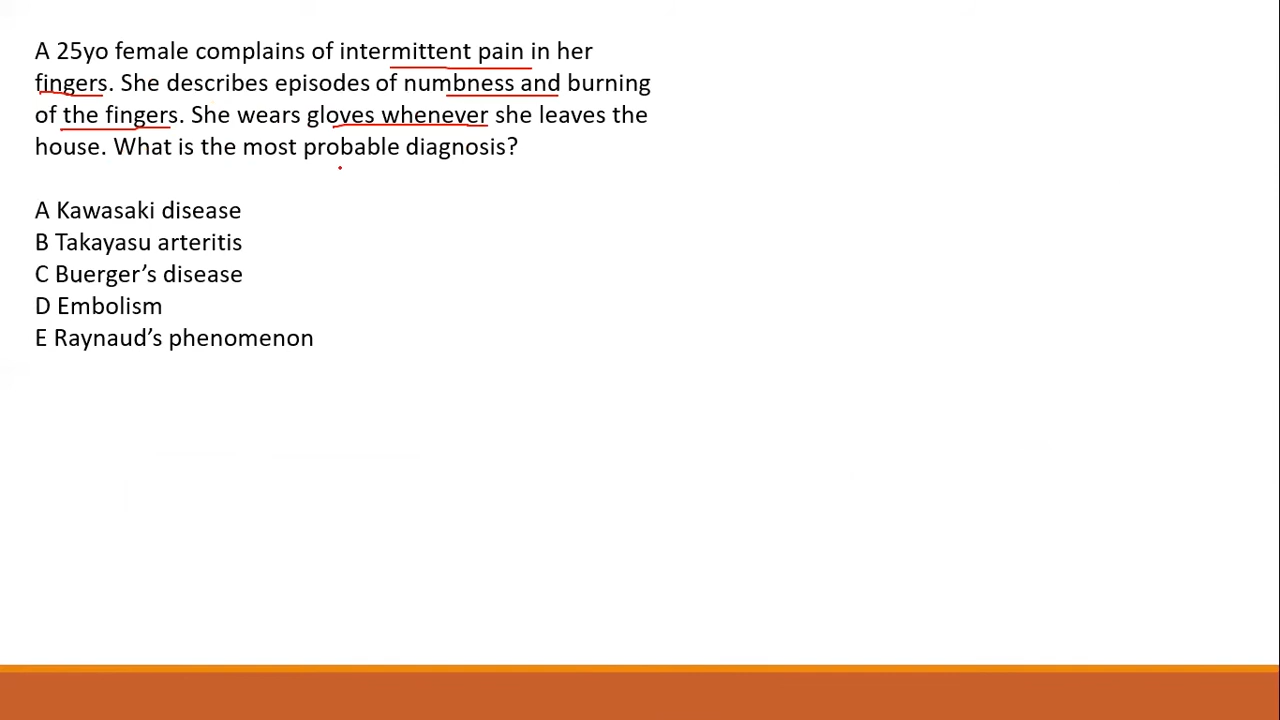 A 25yo female complains of intermittent pain in her
fingers. She describes episodes of numbness and burning
of the fingers. She wears gloves whenever she leaves the
house. What is the most probable diagnosis?
A Kawasaki disease
B Takayasu arteritis
C Buerger’s disease
D Embolism
E Raynaud’s phenomenon